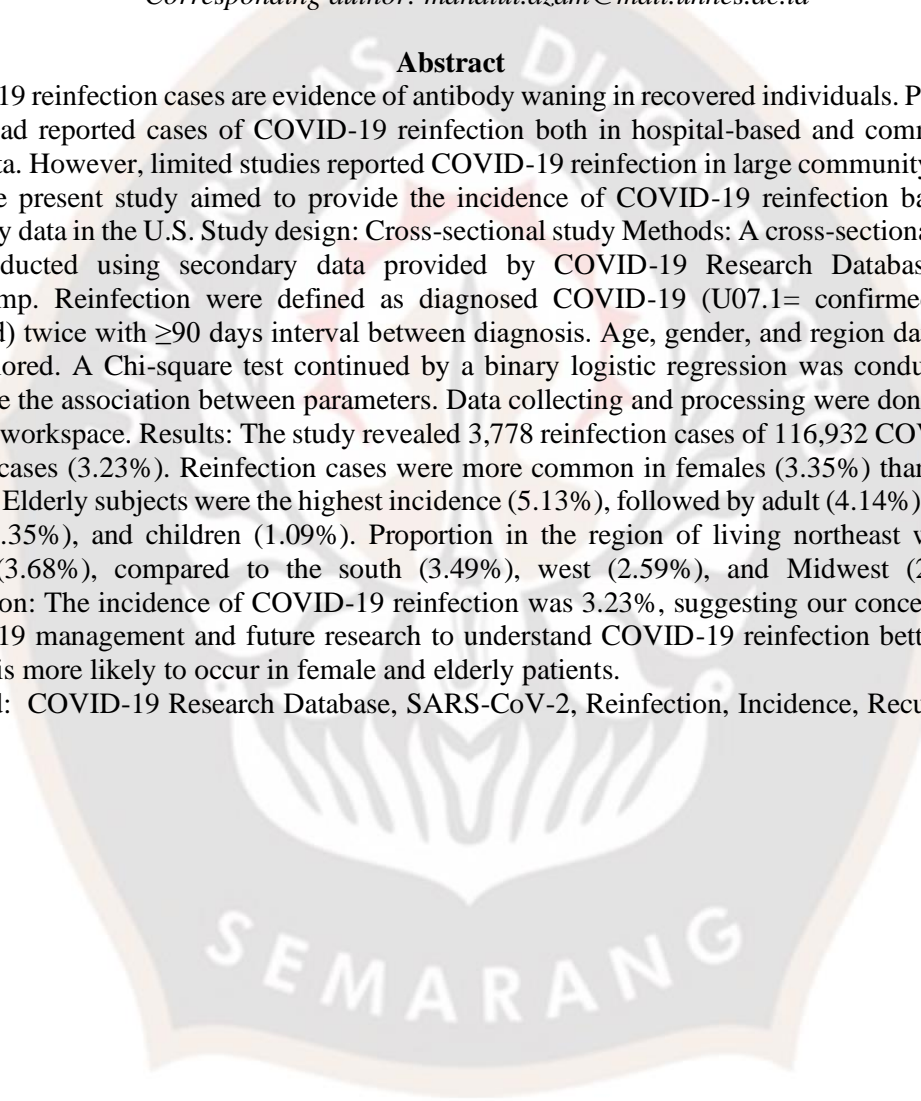 Corresponding author: mahalul.azam@mail.unnes.ac.id
Abstract
19 reinfection cases are evidence of antibody waning in recovered individuals. P
ad reported cases of COVID-19 reinfection both in hospital-based and comm
ta. However, limited studies reported COVID-19 reinfection in large community
e present study aimed to provide the incidence of COVID-19 reinfection ba
y data in the U.S. Study design: Cross-sectional study Methods: A cross-sectiona
nducted using secondary data provided by COVID-19 Research Databas
mp. Reinfection were defined as diagnosed COVID-19 (U07.1= confirmed
d) twice with ≥90 days interval between diagnosis. Age, gender, and region da
lored. A Chi-square test continued by a binary logistic regression was condu
e the association between parameters. Data collecting and processing were don
workspace. Results: The study revealed 3,778 reinfection cases of 116,932 COV
cases (3.23%). Reinfection cases were more common in females (3.35%) than
Elderly subjects were the highest incidence (5.13%), followed by adult (4.14%)
.35%), and children (1.09%). Proportion in the region of living northeast v
(3.68%), compared to the south (3.49%), west (2.59%), and Midwest (2
on: The incidence of COVID-19 reinfection was 3.23%, suggesting our conce
19 management and future research to understand COVID-19 reinfection bett
is more likely to occur in female and elderly patients.
d: COVID-19 Research Database, SARS-CoV-2, Reinfection, Incidence, Recu
UNIVERSITAS DIPONEGORO
SEMARANG